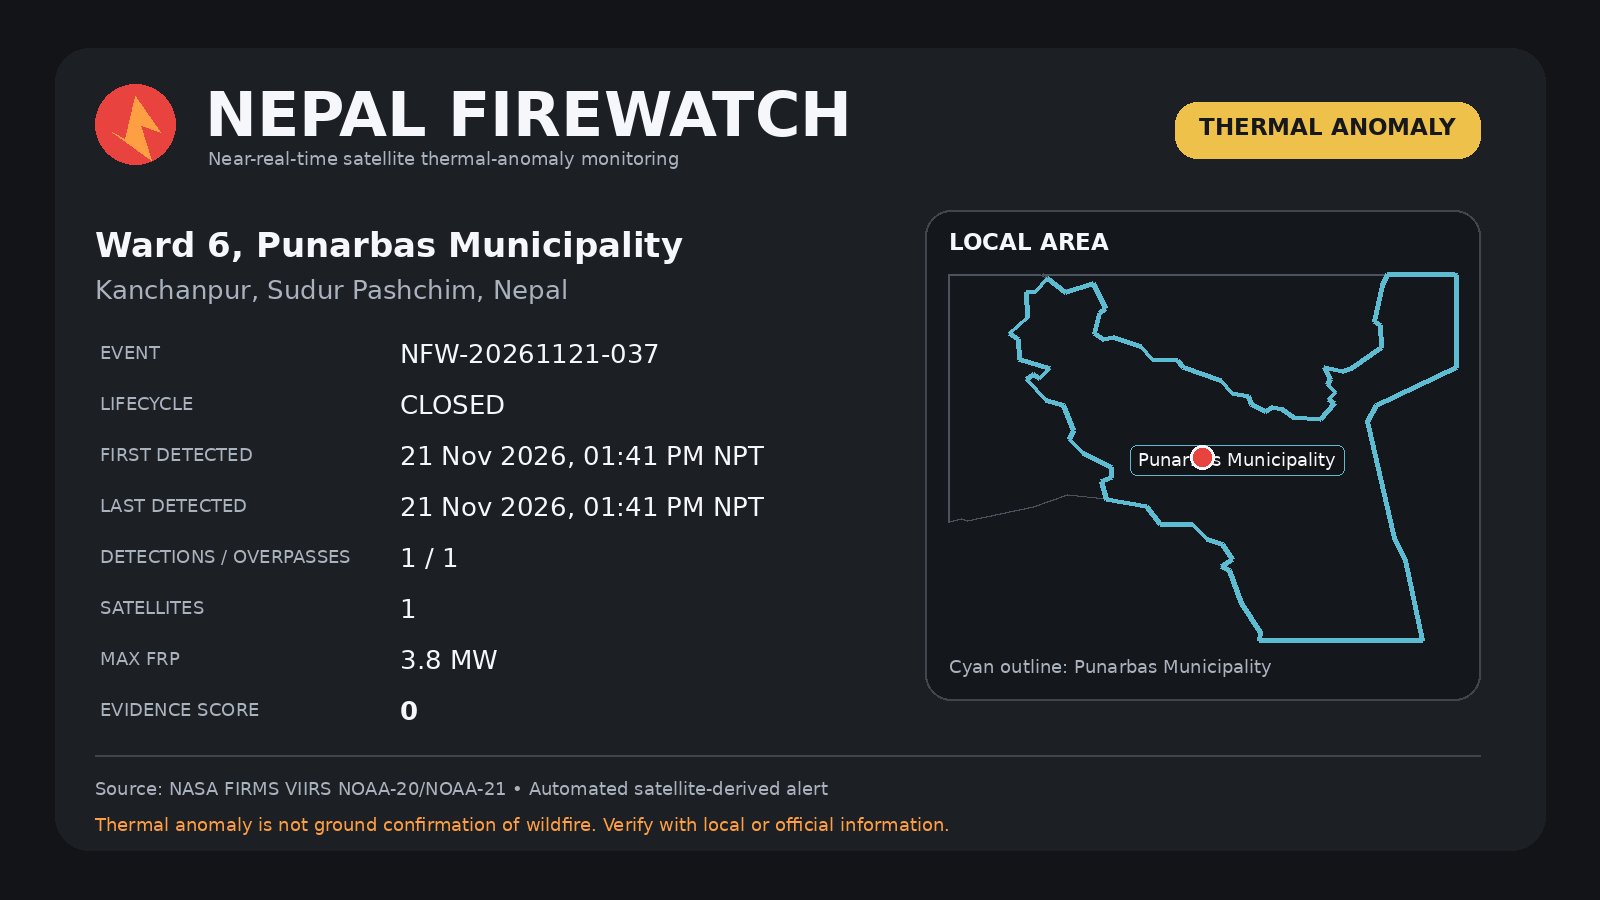 NEPAL FIREWATCH
Near-real-time satellite thermal-anomaly monitoring
THERMAL ANOMALY
Ward 6, Punarbas Municipality
Kanchanpur, Sudur Pashchim, Nepal
EVENT NFW-20261121-037
LIFECYCLE CLOSED
FIRST DETECTED 21 Nov 2026, 01:41 PM NPT
LAST DETECTED 21 Nov 2026, 01:41 PM NPT
DETECTIONS / OVERPASSES 1 / 1
SATELLITES 1
MAX FRP 3.8 MW
EVIDENCE SCORE 0
LOCAL AREA
Punarbas Municipality
Cyan outline: Punarbas Municipality
Source: NASA FIRMS VIIRS NOAA-20/NOAA-21 • Automated satellite-derived alert
Thermal anomaly is not ground confirmation of wildfire. Verify with local or official information.